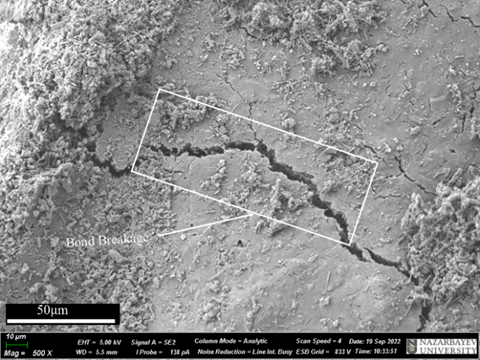 Bond Breakage
50µm
10 µm
Mag = 500 X
EHT = 5.00 kV
WD = 5.5 mm
Signal A = SE2
I Probe = 138 pA
Column Mode = Analytic
Noise Reduction = Line Int. Busy
Scan Speed = 4
ESB Grid = 833 V
Date: 19 Sep 2022
Time: 10:33:51
NAZARBAYEV
UNIVERSITY